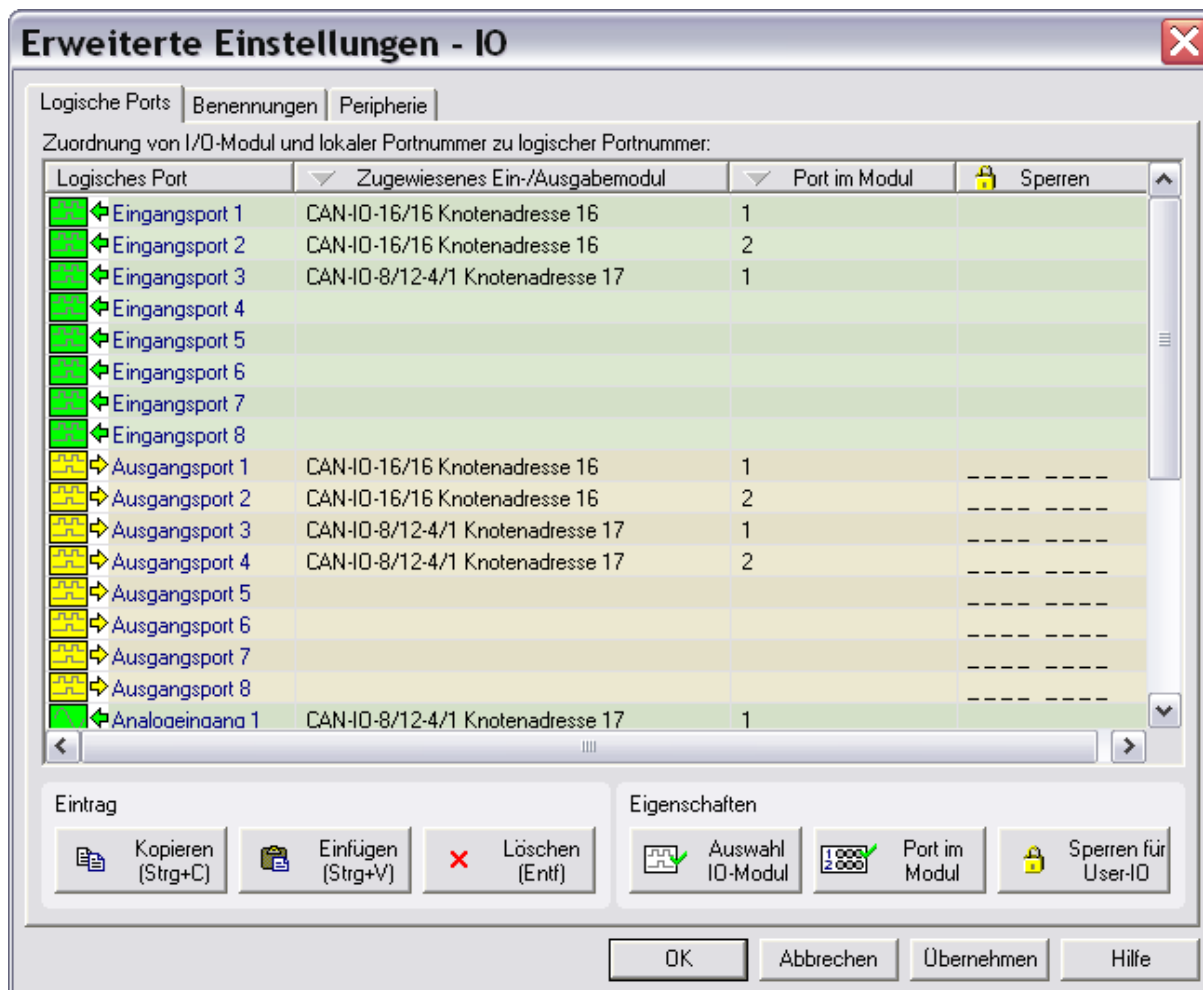 Erweiterte Einstellungen - IO
Logische Ports Benennungen Peripherie
Zuordnung von I/O-Modul und lokaler Portnummer zu logischer Portnummer:
Logisches Port Zugewiesenes Ein-/Ausgabemodul Port im Modul Sperren
Eingangsport 1 CAN-IO-16/16 Knotenadresse 16 1
Eingangsport 2 CAN-IO-16/16 Knotenadresse 16 2
Eingangsport 3 CAN-IO-8/12-4/1 Knotenadresse 17 1
Eingangsport 4
Eingangsport 5
Eingangsport 6
Eingangsport 7
Eingangsport 8
Ausgangsport 1 CAN-IO-16/16 Knotenadresse 16 1 _ _ _ _ _ _ _ _
Ausgangsport 2 CAN-IO-16/16 Knotenadresse 16 2 _ _ _ _ _ _ _ _
Ausgangsport 3 CAN-IO-8/12-4/1 Knotenadresse 17 1 _ _ _ _ _ _ _ _
Ausgangsport 4 CAN-IO-8/12-4/1 Knotenadresse 17 2 _ _ _ _ _ _ _ _
Ausgangsport 5 _ _ _ _ _ _ _ _
Ausgangsport 6 _ _ _ _ _ _ _ _
Ausgangsport 7 _ _ _ _ _ _ _ _
Ausgangsport 8 _ _ _ _ _ _ _ _
Analogeingang 1 CAN-IO-8/12-4/1 Knotenadresse 17 1
Eintrag
Kopieren
(Strg+C)
Einfügen
(Strg+V)
Löschen
(Entf)
Eigenschaften
Auswahl
IO-Modul
Port im
Modul
Sperren für
User-IO
OK Abbrechen Übernehmen Hilfe